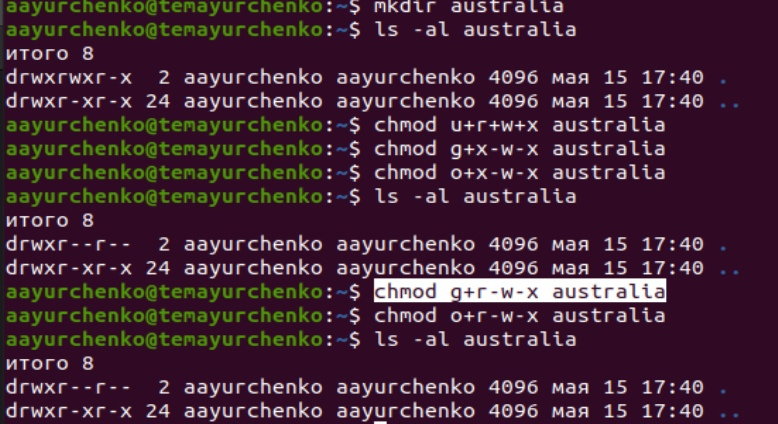 aayurchenko@temayurchenko:~$ mkdir australia
aayurchenko@temayurchenko:~$ ls -al australia
итого 8
drwxrwxr-x  2 aayurchenko aayurchenko 4096 мая 15 17:40 .
drwxr-xr-x 24 aayurchenko aayurchenko 4096 мая 15 17:40 ..
aayurchenko@temayurchenko:~$ chmod u+r+w+x australia
aayurchenko@temayurchenko:~$ chmod g+x-w-x australia
aayurchenko@temayurchenko:~$ chmod o+x-w-x australia
aayurchenko@temayurchenko:~$ ls -al australia
итого 8
drwxr--r--  2 aayurchenko aayurchenko 4096 мая 15 17:40 .
drwxr-xr-x 24 aayurchenko aayurchenko 4096 мая 15 17:40 ..
aayurchenko@temayurchenko:~$ chmod g+r-w-x australia
aayurchenko@temayurchenko:~$ chmod o+r-w-x australia
aayurchenko@temayurchenko:~$ ls -al australia
итого 8
drwxr--r--  2 aayurchenko aayurchenko 4096 мая 15 17:40 .
drwxr-xr-x 24 aayurchenko aayurchenko 4096 мая 15 17:40 ..